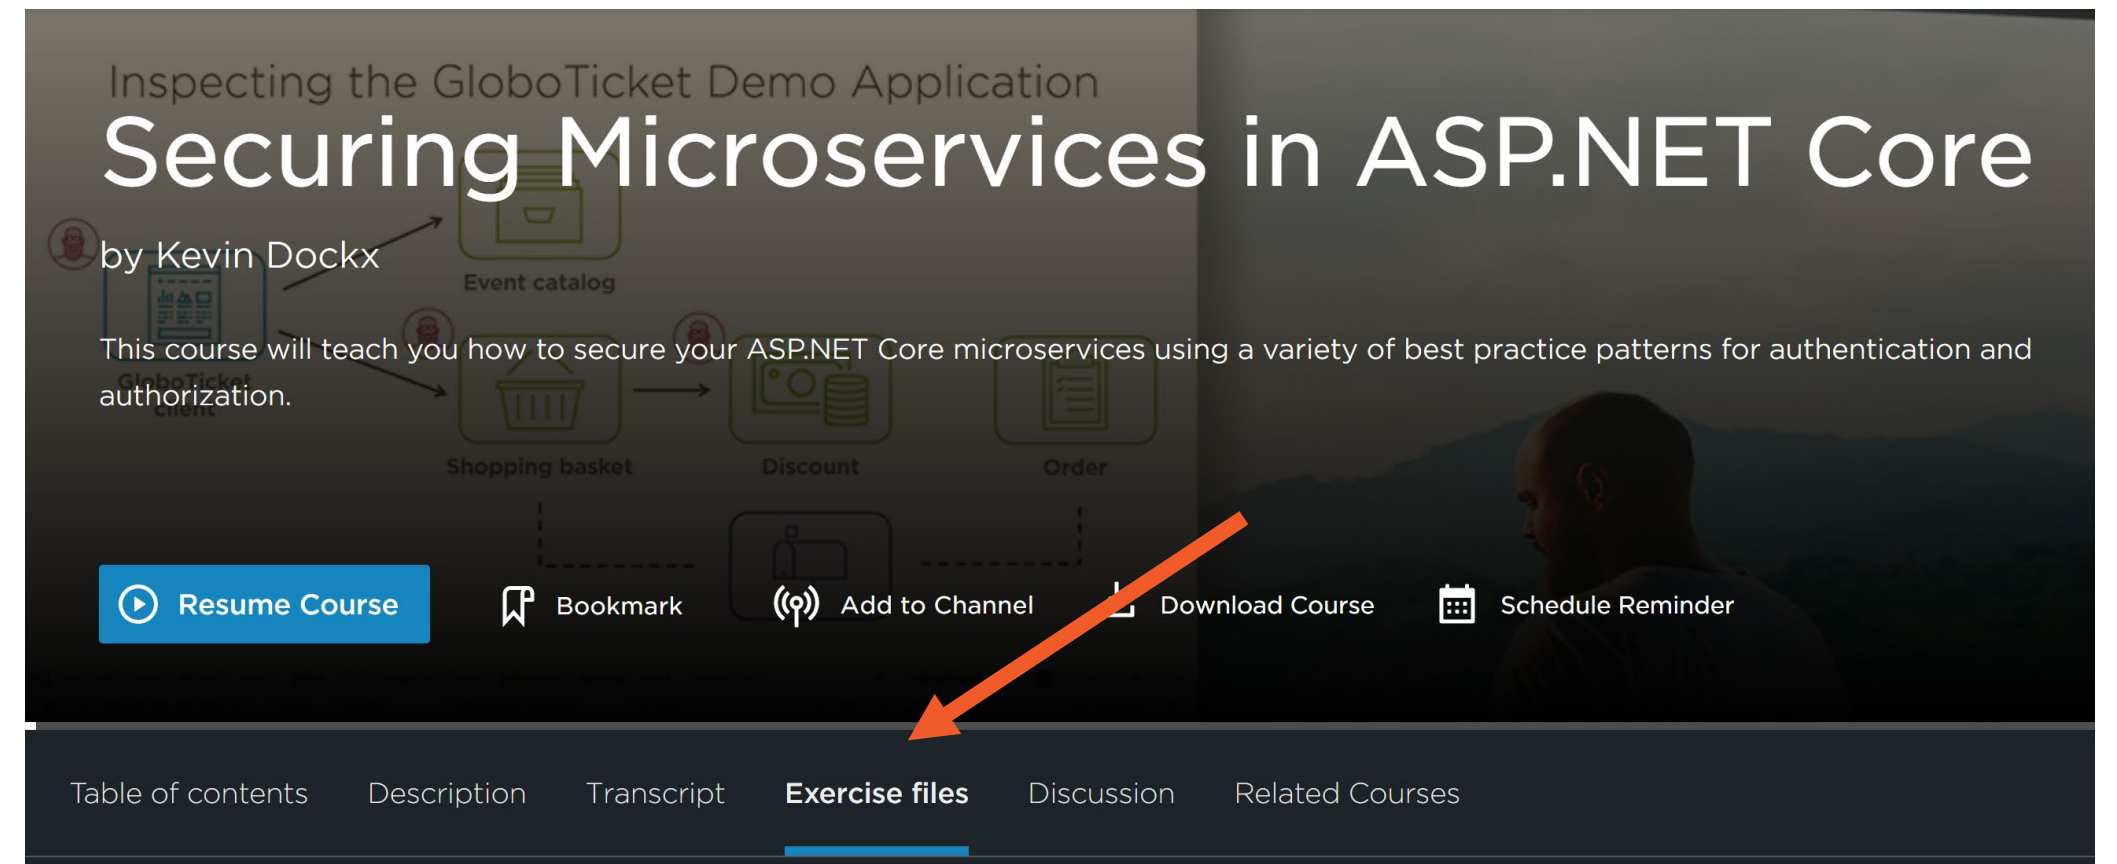 Inspecting the GloboTicket Demo Application
Securing Microservices in ASP.NET Core
by Kevin Dockx
Event catalog
This course will teach you how to secure your ASP.NET Core microservices using a variety of best practice patterns for authentication and
authorization.
GloboTicket
client
Shopping basket
Discount
Order
Resume Course
Bookmark
Add to Channel
Download Course
Schedule Reminder
Table of contents
Description
Transcript
Exercise files
Discussion
Related Courses